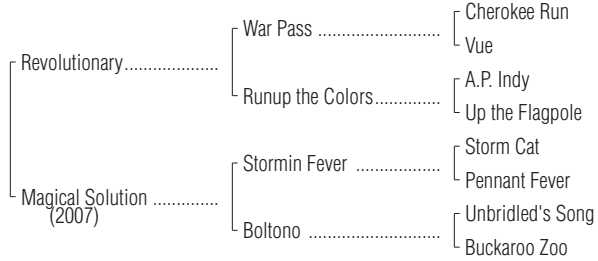 Cherokee Run
War Pass ..........................
Vue
Revolutionary....................
A.P. Indy
Runup the Colors..............
Up the Flagpole
Storm Cat
Stormin Fever ..................
Pennant Fever
Magical Solution ..............
(2007)
Unbridled's Song
Boltono ............................
Buckaroo Zoo